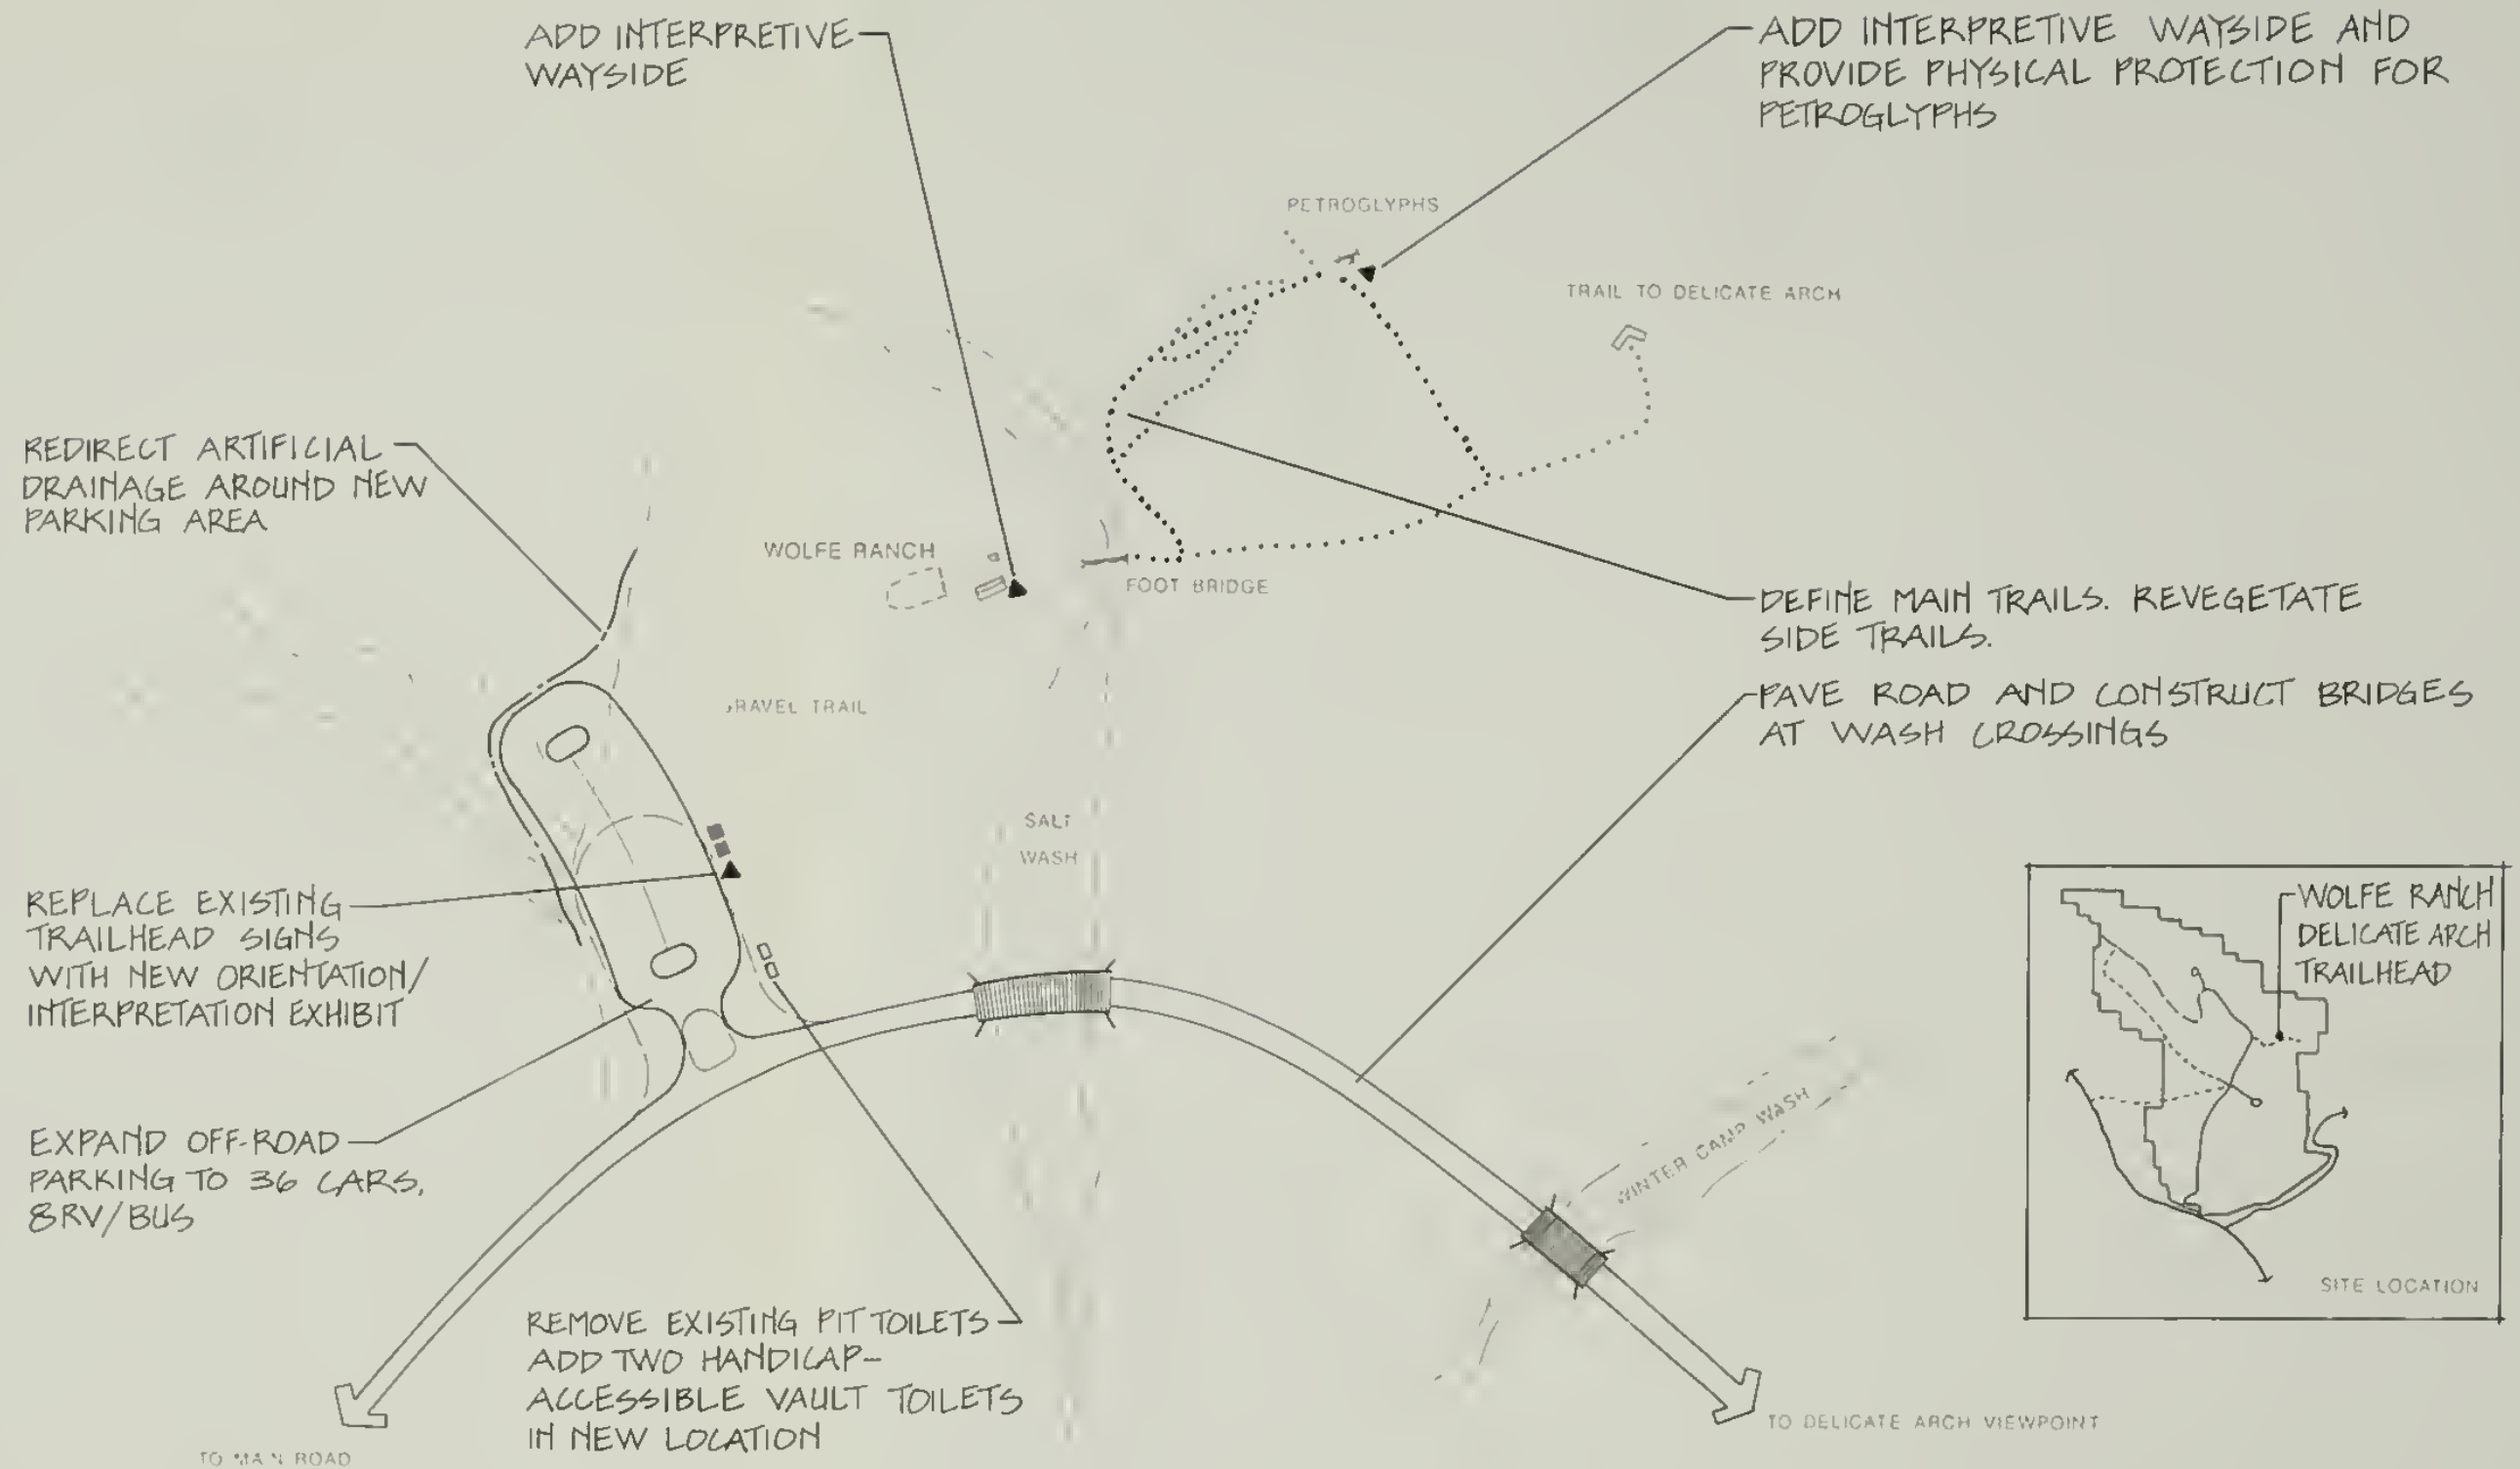 ADD INTERPRETIVE
WAYSIDE
ADD INTERPRETIVE WAYSIDE AND
PROVIDE PHYSICAL PROTECTION FOR
PETROGLYPHS
PETROGLYPHS
TRAIL TO DELICATE ARCH
REDIRECT ARTIFICIAL
DRAINAGE AROUND NEW
PARKING AREA
WOLFE RANCH
FOOT BRIDGE
DEFINE MAIN TRAILS. REVEGETATE
SIDE TRAILS.
PAVE ROAD AND CONSTRUCT BRIDGES
AT WASH CROSSINGS
TRAIL
SALT
WASH
REPLACE EXISTING
TRAILHEAD SIGNS
WITH NEW ORIENTATION/
INTERPRETATION EXHIBIT
WOLFE RANCH
DELICATE ARCH
TRAILHEAD
SITE LOCATION
WINTER CAMP WASH
EXPAND OFF-ROAD
PARKING TO 36 CARS,
8RV/BUS
REMOVE EXISTING PIT TOILETS
ADD TWO HANDICAP-
ACCESSIBLE VAULT TOILETS
IN NEW LOCATION
TO DELICATE ARCH VIEWPOINT
TO MAIN ROAD